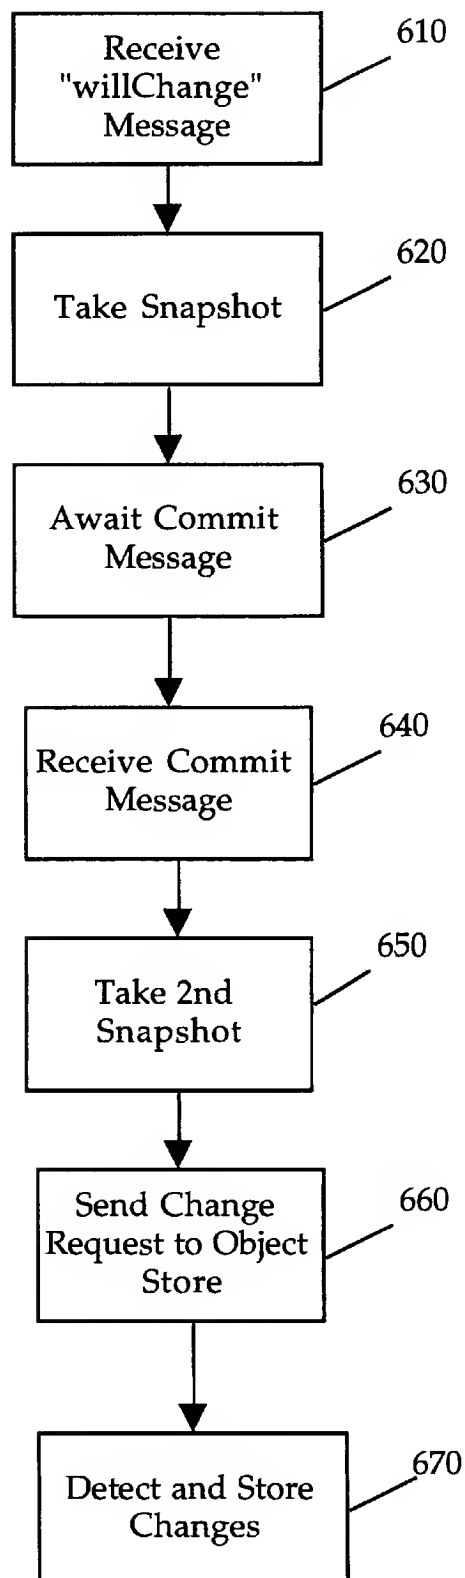 610
Receive
"willChange"
Message
620
Take Snapshot
630
Await Commit
Message
640
Receive Commit
Message
650
Take 2nd
Snapshot
660
Send Change
Request to Object
Store
670
Detect and Store
Changes